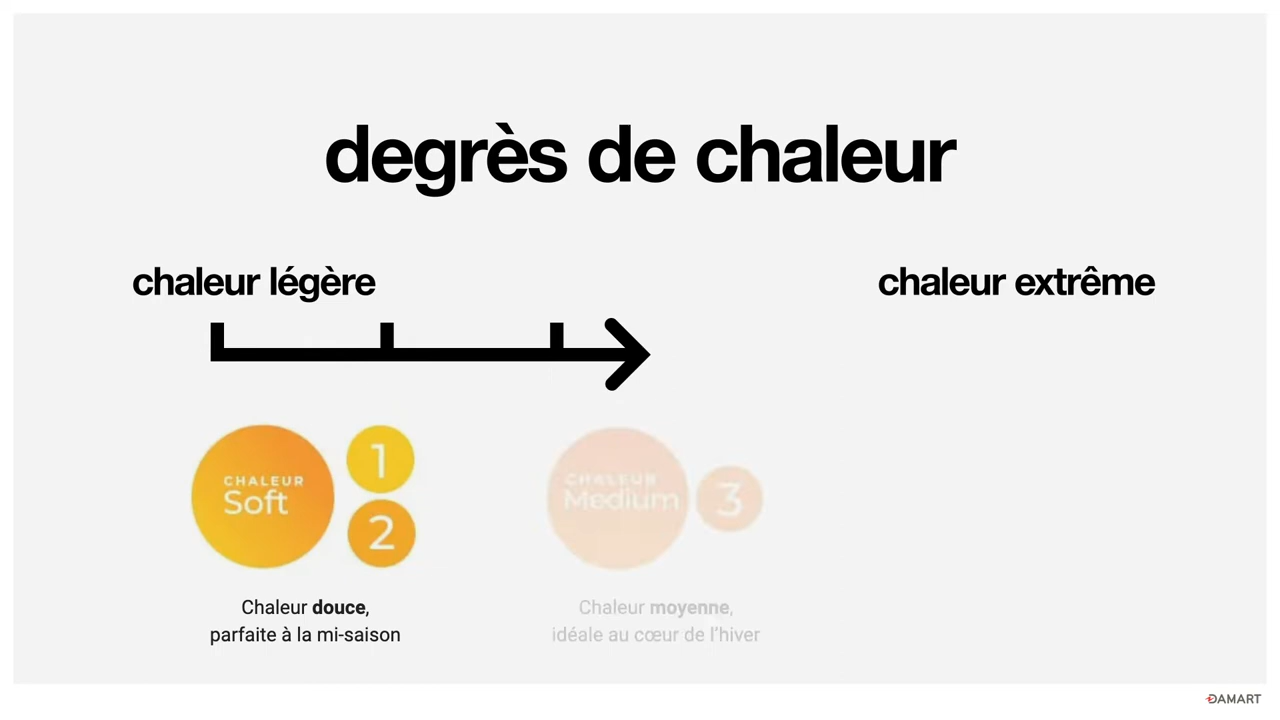 degrès de chaleur
chaleur légère
chaleur extrême
CHALEUR
Soft
1
2
CHALEUR
Medium
3
Chaleur douce,
parfaite à la mi-saison
Chaleur moyenne,
idéale au cœur de l'hiver
DAMART